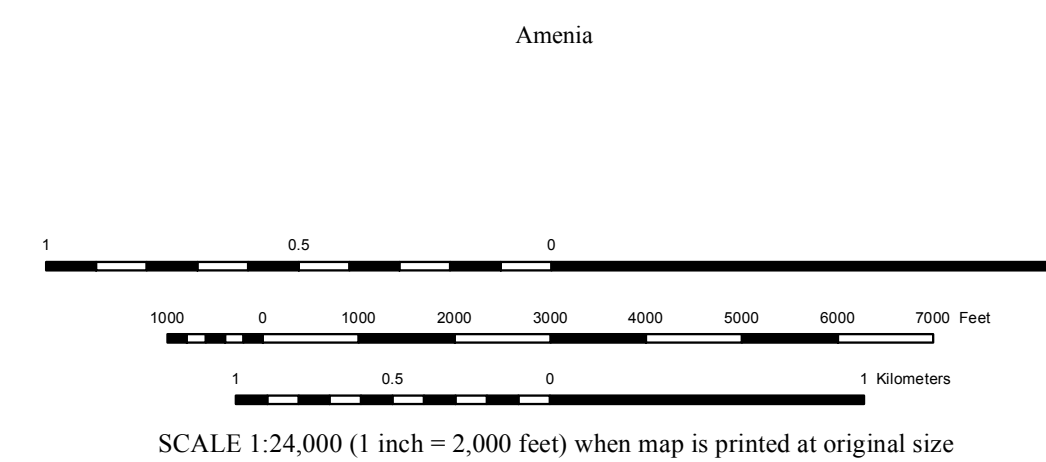 Amenia
1 0.5 0
1000 0 1000 2000 3000 4000 5000 6000 7000 Feet
1 0.5 0 1 Kilometers
SCALE 1:24,000 (1 inch = 2,000 feet) when map is printed at original size